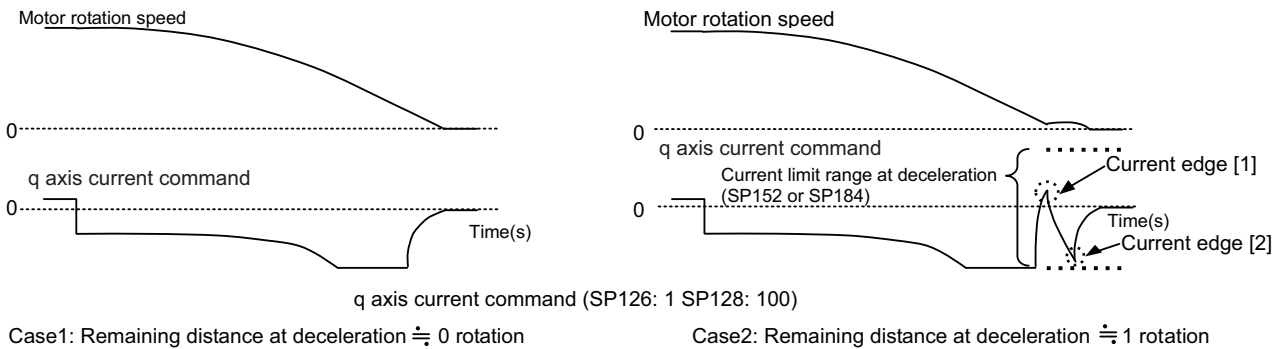 Motor rotation speed
0
q axis current command
0
Time(s)
Motor rotation speed
0
q axis current command
Current limit range at deceleration
(SP152 or SP184)
Current edge [1]
0
Time(s)
Current edge [2]
q axis current command (SP126: 1 SP128: 100)
Case1: Remaining distance at deceleration ≒ 0 rotation
Case2: Remaining distance at deceleration ≒ 1 rotation